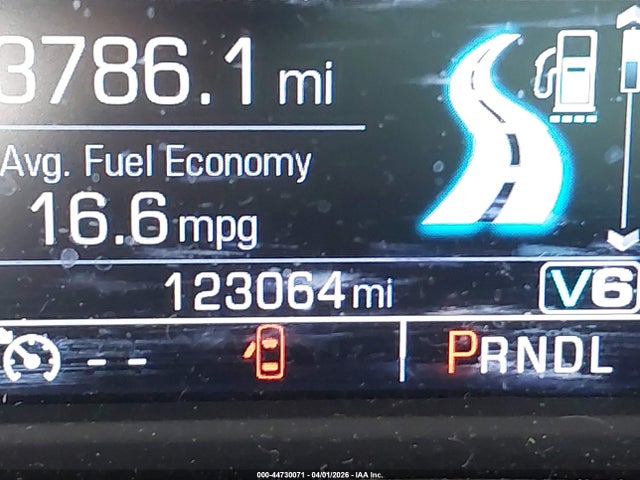 3786.1 mi
Avg. Fuel Economy
16.6 mpg
123064 mi
V6
-- PRNDL
000-44730071 - 04/01/2026 - IAA Inc.